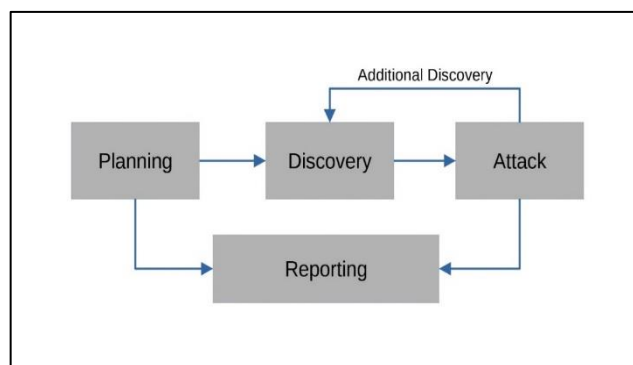 Additional Discovery
Planning
Discovery
Attack
Reporting